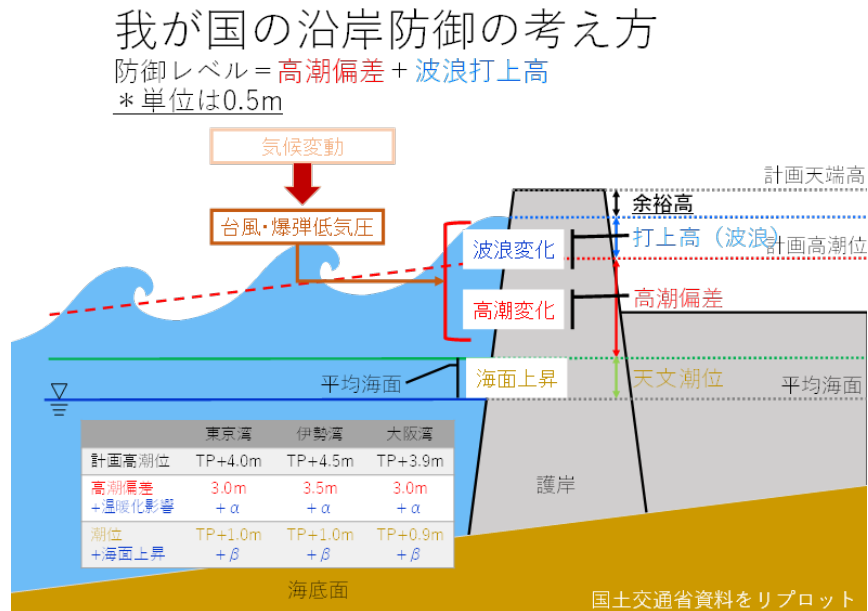 我が国の沿岸防御の考え方
防御レベル＝高潮偏差＋波浪打上高
＊単位は0.5m
気候変動
台風・爆弾低気圧
計画天端高
余裕高
波浪変化
打上高（波浪）
計画高潮位
高潮変化
高潮偏差
平均海面
海面上昇
天文潮位
平均海面
東京湾 伊勢湾 大阪湾
計画高潮位 TP+4.0m TP+4.5m TP+3.9m
高潮偏差 3.0m 3.5m 3.0m
+温暖化影響 +α +α +α
潮位 TP+1.0m TP+1.0m TP+0.9m
+海面上昇 +β +β +β
護岸
海底面
国土交通省資料をリプロット